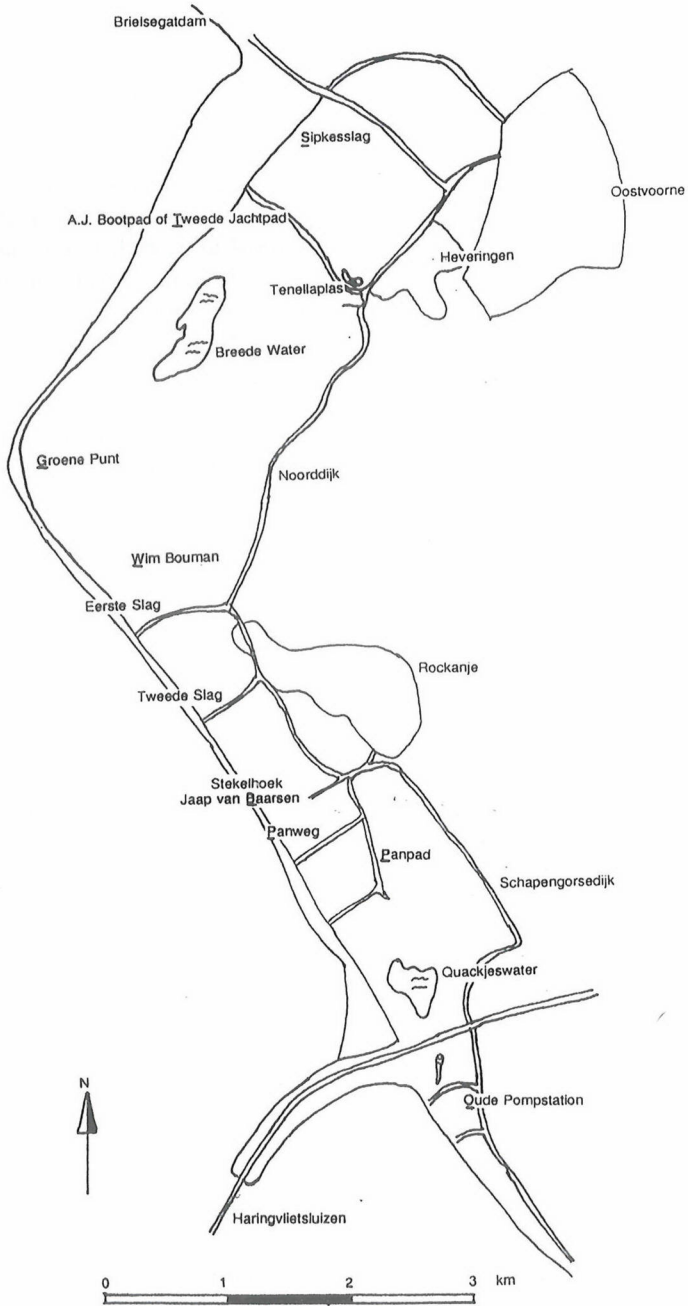 Brielsegatdam
Sipkesslag
Oostvoorne
A.J. Bootpad of Tweede Jachtpad
Heveringen
Tenellaplas
Breede Water
Groene Punt
Noorddijk
Wim Bouman
Eerste Slag
Rockanje
Tweede Slag
Stekelhoek
Jaap van Baarsen
Panweg
Panpad
Schapengorsedijk
Quackjeswater
N
Oude Pompstation
Haringvlietsluizen
0 1 2 3 km